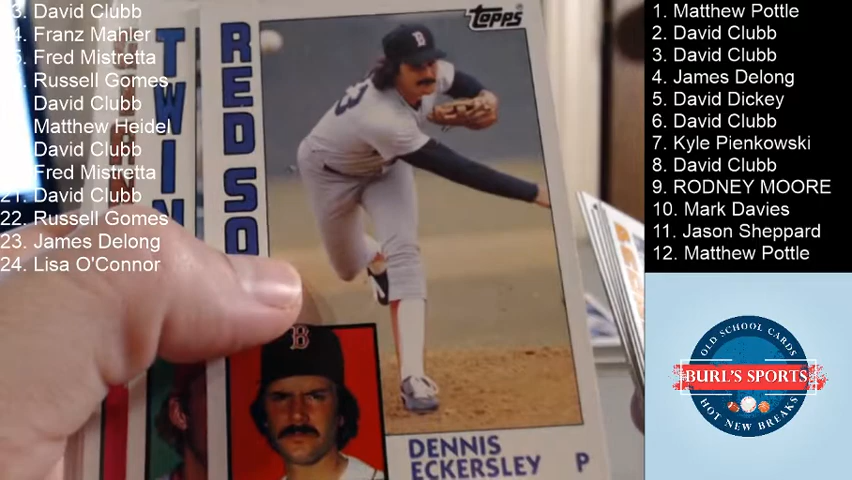 3. David Clubb
4. Franz Mahler
5. Fred Mistretta
Russell Gomes
David Clubb
Matthew Heidel
David Clubb
Fred Mistretta
21. David Clubb
22. Russell Gomes
23. James Delong
24. Lisa O'Connor
TWIN
RED SO
Topps
B
B
DENNIS
ECKERSLEY P
1. Matthew Pottle
2. David Clubb
3. David Clubb
4. James Delong
5. David Dickey
6. David Clubb
7. Kyle Pienkowski
8. David Clubb
9. RODNEY MOORE
10. Mark Davies
11. Jason Sheppard
12. Matthew Pottle
OLD SCHOOL CARDS
BURL'S SPORTS
HOT NEW BREAKS